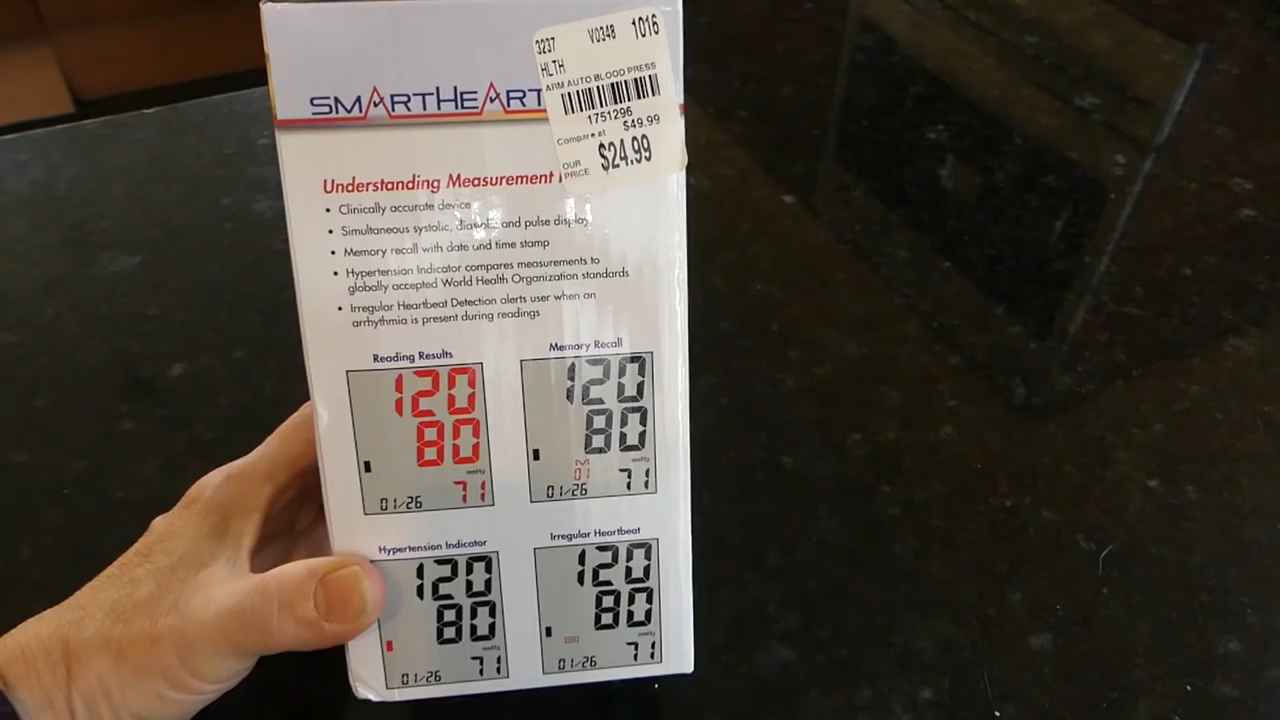 3237 V0348 1016
HLTH
ARM AUTO BLOOD PRESS
1751296
Compare at $49.99
OUR PRICE $24.99
SMARTHEART
Understanding Measurement
• Clinically accurate device
• Simultaneous systolic, diastolic and pulse display
• Memory recall with date and time stamp
• Hypertension Indicator compares measurements to
globally accepted World Health Organization standards
• Irregular Heartbeat Detection alerts user when an
arrhythmia is present during readings
Reading Results
120
80
mmHg
71
01/26
Memory Recall
120
80
mmHg
M
01
71
01/26
Hypertension Indicator
120
80
mmHg
71
01/26
Irregular Heartbeat
120
80
mmHg
71
01/26